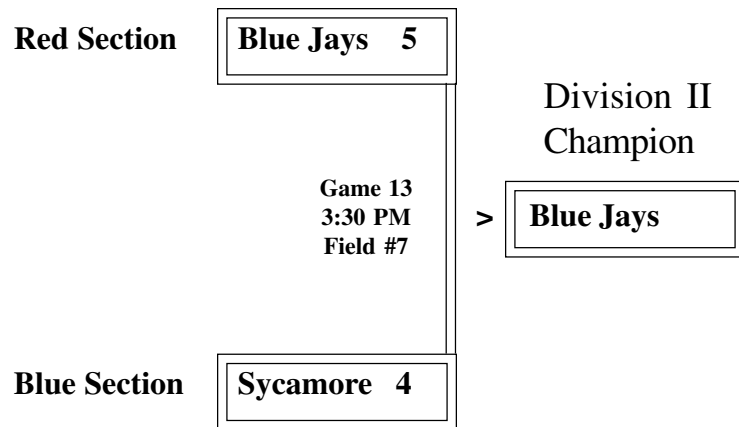 Red Section
Blue Jays 5
Division II
Champion
Game 13
3:30 PM
Field #7
>
Blue Jays
Blue Section
Sycamore 4